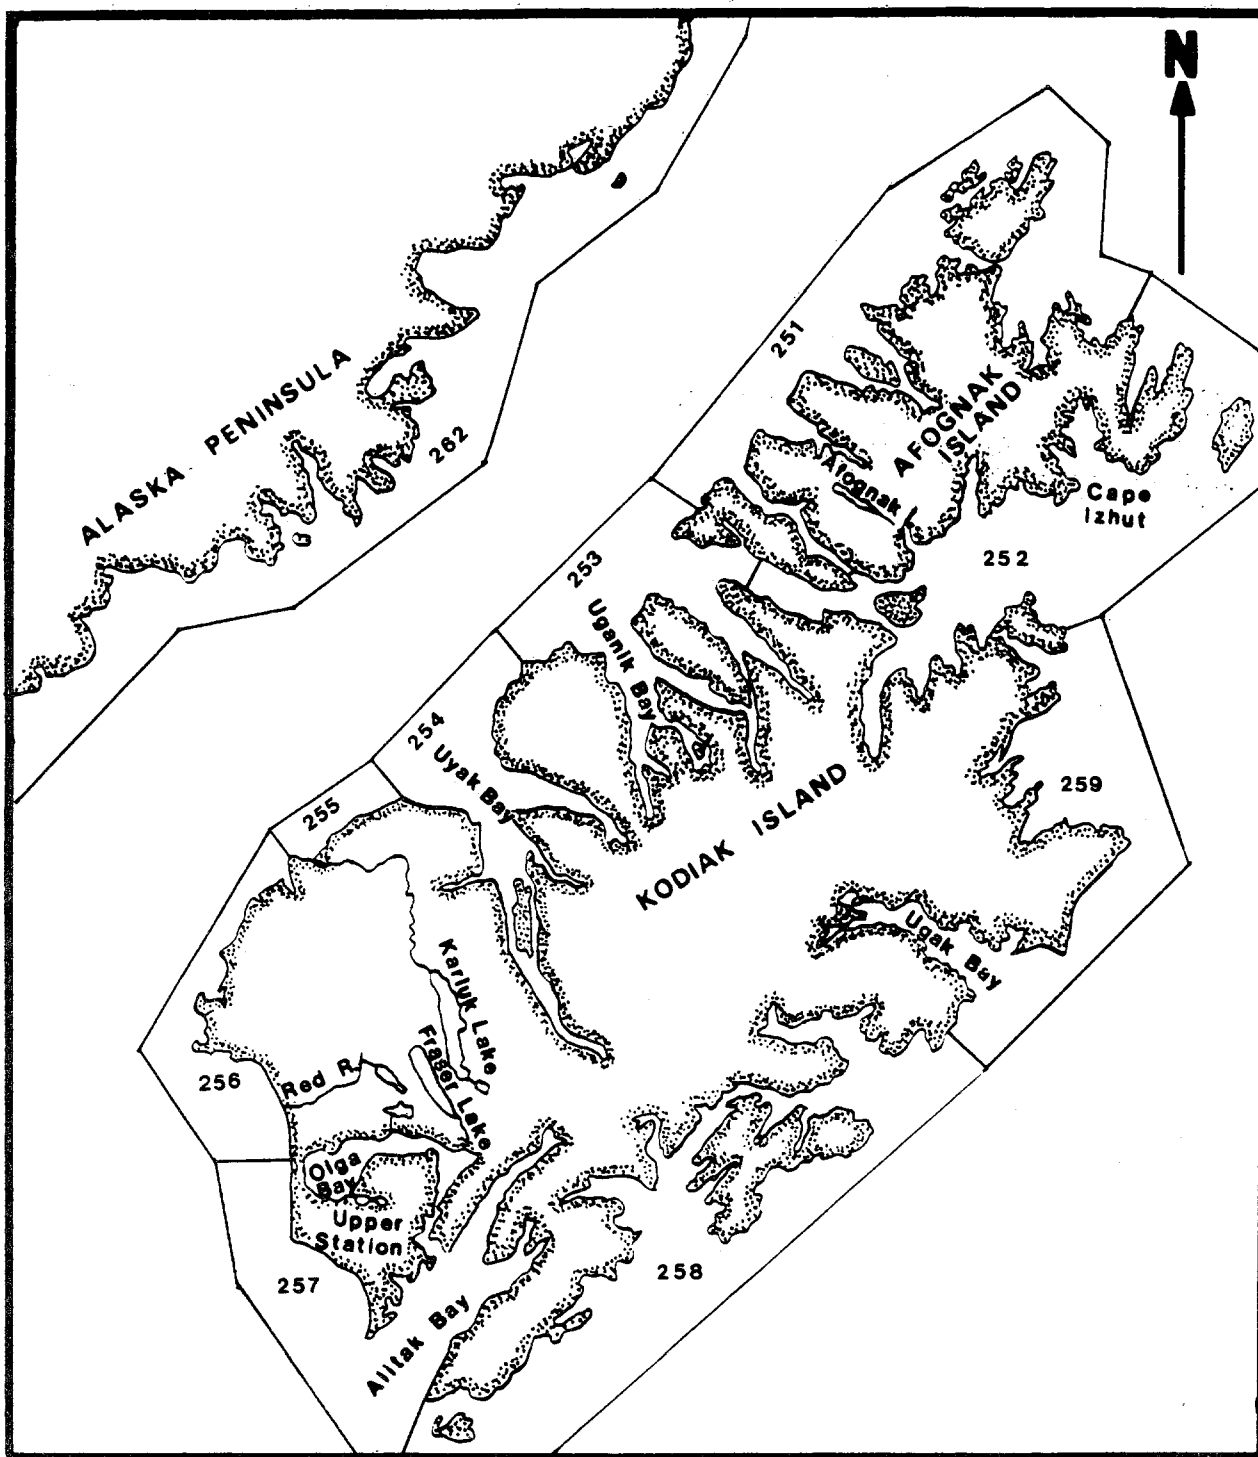 N
251
ALASKA PENINSULA
262
AFOGNAK
ISLAND
Afognak
Cape
Izhut
252
253
Uganik Bay
254
Uyak Bay
255
KODIAK ISLAND
259
Ugak Bay
Karluk Lake
Fraser Lake
Red R.
256
Olga
Bay
Upper
Station
257
258
Alitak Bay